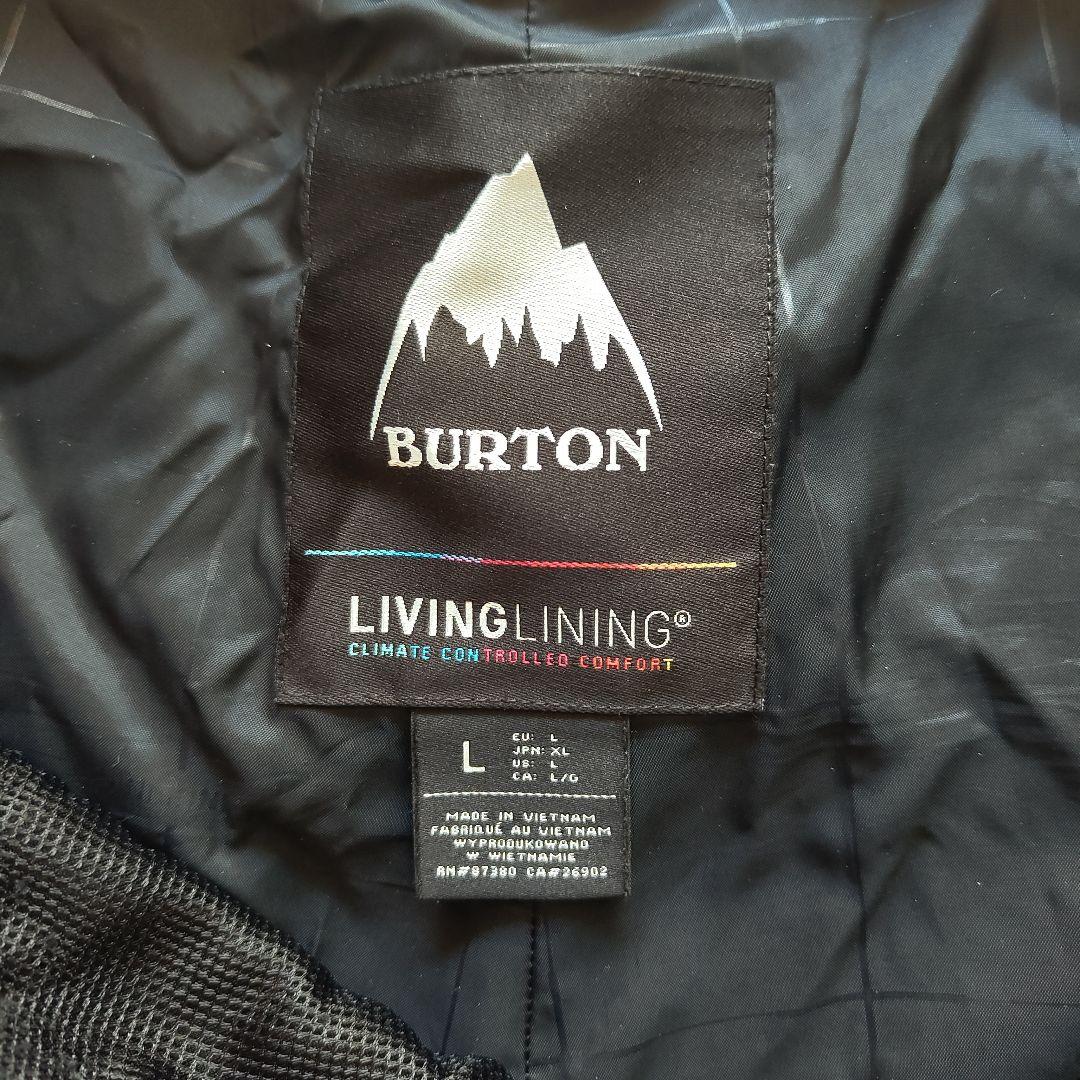 BURTON
LIVINGLINING®
CLIMATE CONTROLLED COMFORT
L
EU: L
JPN: XL
US: L
CA: L/G
MADE IN VIETNAM
FABRIQUÉ AU VIETNAM
WYPRODUKOWANO
W WIETNAMIE
RN#87380 CA#26902